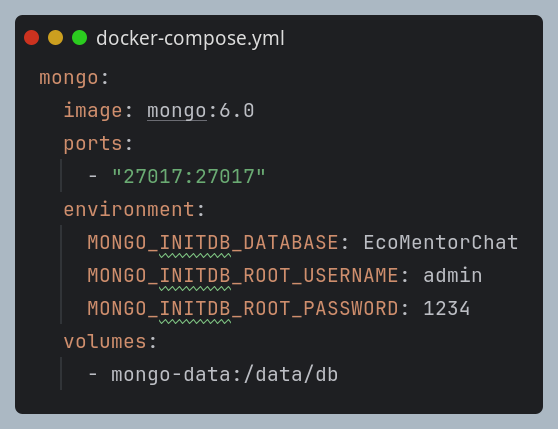 docker-compose.yml
mongo:
image: mongo:6.0
ports:
- "27017:27017"
environment:
MONGO_INITDB_DATABASE: EcoMentorChat
MONGO_INITDB_ROOT_USERNAME: admin
MONGO_INITDB_ROOT_PASSWORD: 1234
volumes:
- mongo-data:/data/db